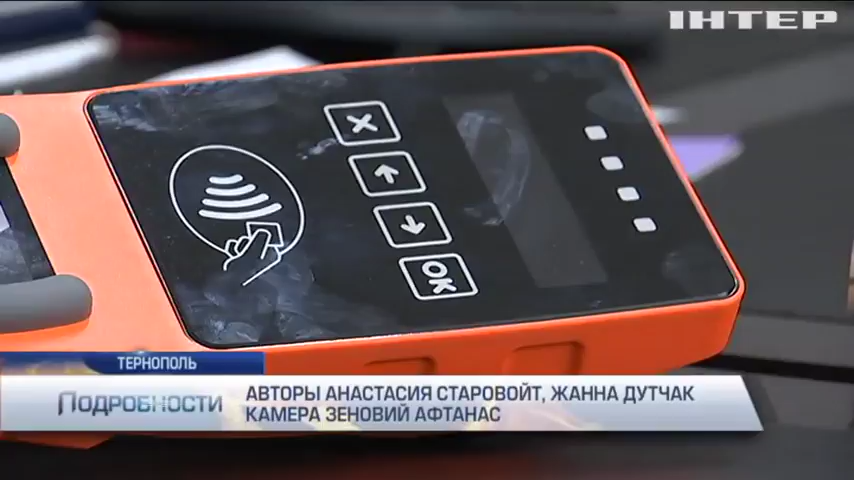 ІНТЕР
OK
ТЕРНОПОЛЬ
ПОДРОБНОСТИ
АВТОРЫ АНАСТАСИЯ СТАРОВОЙТ, ЖАННА ДУТЧАК
КАМЕРА ЗЕНОВИЙ АФТАНАС